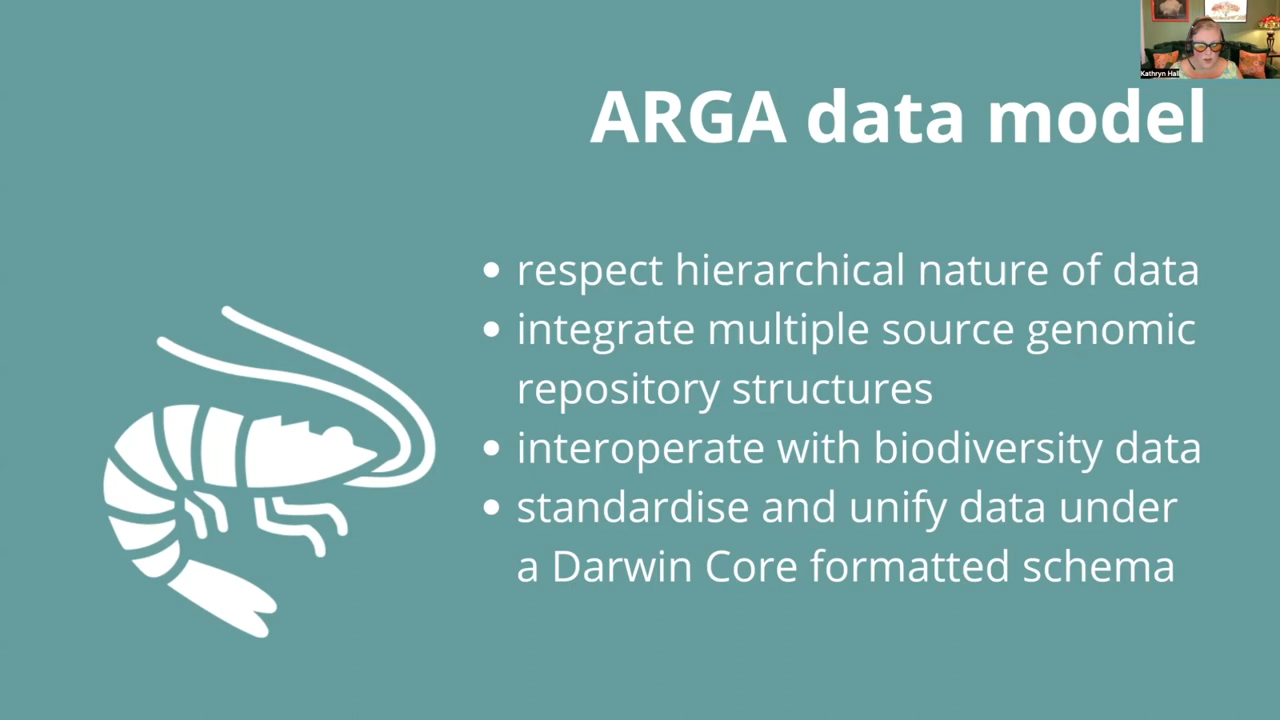 Kathryn Hall
ARGA data model
• respect hierarchical nature of data
• integrate multiple source genomic
repository structures
• interoperate with biodiversity data
• standardise and unify data under
a Darwin Core formatted schema